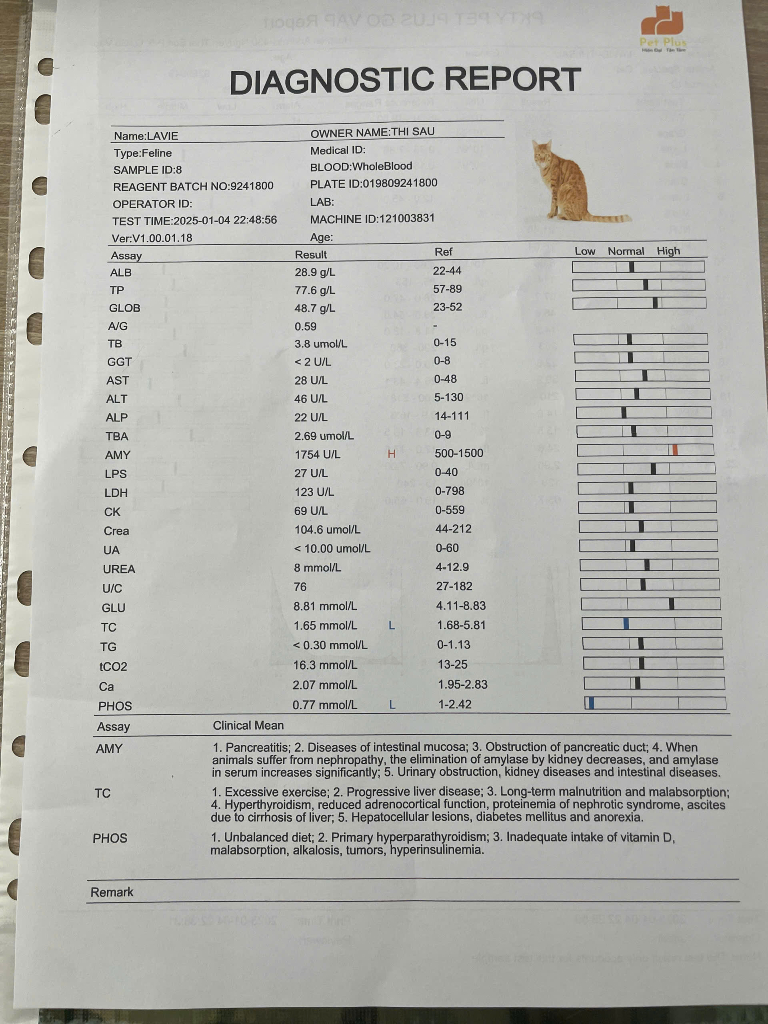 Pet Plus
Hiện Đại - Tận Tâm
DIAGNOSTIC REPORT
Name:LAVIE OWNER NAME:THI SAU
Type:Feline Medical ID:
SAMPLE ID:8 BLOOD:WholeBlood
REAGENT BATCH NO:9241800 PLATE ID:019809241800
OPERATOR ID: LAB:
TEST TIME:2025-01-04 22:48:56 MACHINE ID:121003831
Ver:V1.00.01.18 Age:
Assay Result Ref Low Normal High
ALB 28.9 g/L 22-44
TP 77.6 g/L 57-89
GLOB 48.7 g/L 23-52
A/G 0.59 -
TB 3.8 umol/L 0-15
GGT < 2 U/L 0-8
AST 28 U/L 0-48
ALT 46 U/L 5-130
ALP 22 U/L 14-111
TBA 2.69 umol/L 0-9
AMY 1754 U/L H 500-1500
LPS 27 U/L 0-40
LDH 123 U/L 0-798
CK 69 U/L 0-559
Crea 104.6 umol/L 44-212
UA < 10.00 umol/L 0-60
UREA 8 mmol/L 4-12.9
U/C 76 27-182
GLU 8.81 mmol/L 4.11-8.83
TC 1.65 mmol/L L 1.68-5.81
TG < 0.30 mmol/L 0-1.13
tCO2 16.3 mmol/L 13-25
Ca 2.07 mmol/L 1.95-2.83
PHOS 0.77 mmol/L L 1-2.42
Assay Clinical Mean
AMY 1. Pancreatitis; 2. Diseases of intestinal mucosa; 3. Obstruction of pancreatic duct; 4. When
animals suffer from nephropathy, the elimination of amylase by kidney decreases, and amylase
in serum increases significantly; 5. Urinary obstruction, kidney diseases and intestinal diseases.
TC 1. Excessive exercise; 2. Progressive liver disease; 3. Long-term malnutrition and malabsorption;
4. Hyperthyroidism, reduced adrenocortical function, proteinemia of nephrotic syndrome, ascites
due to cirrhosis of liver; 5. Hepatocellular lesions, diabetes mellitus and anorexia.
PHOS 1. Unbalanced diet; 2. Primary hyperparathyroidism; 3. Inadequate intake of vitamin D,
malabsorption, alkalosis, tumors, hyperinsulinemia.
Remark